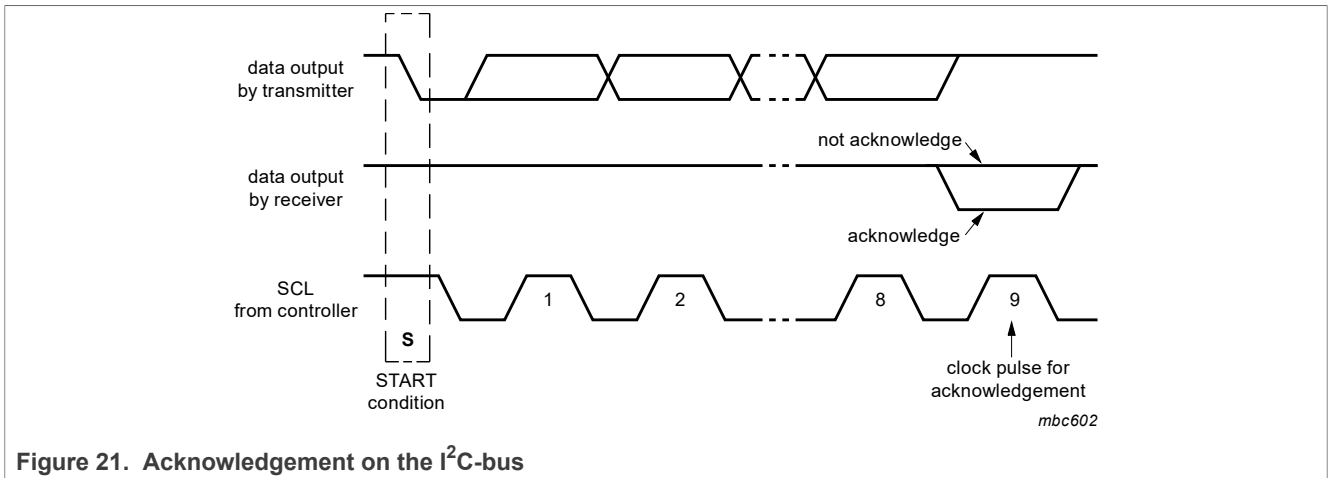 data output
by transmitter
not acknowledge
data output
by receiver
acknowledge
SCL
from controller
1
2
8
9
S
START
condition
clock pulse for
acknowledgement
mbc602
Figure 21. Acknowledgement on the I²C-bus